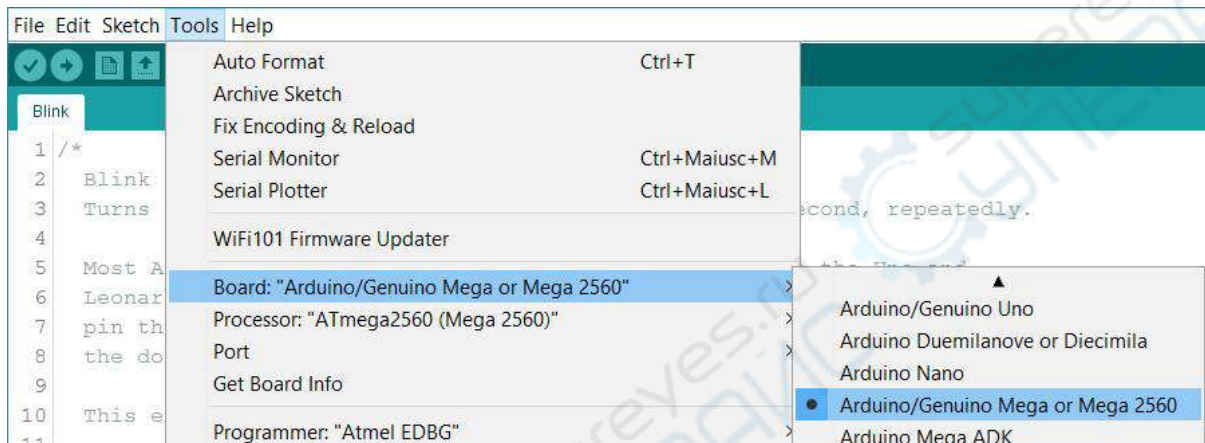 File Edit Sketch Tools Help
Auto Format Ctrl+T
Archive Sketch
Blink
Fix Encoding & Reload
1 /*
Serial Monitor Ctrl+Maiusc+M
2 Blink
Serial Plotter Ctrl+Maiusc+L
3 Turns econd, repeatedly.
4
WiFi101 Firmware Updater
5 Most A the Uno and
Board: "Arduino/Genuino Mega or Mega 2560"
6 Leonar
Arduino/Genuino Uno
Processor: "ATmega2560 (Mega 2560)"
7 pin th
Arduino Duemilanove or Diecimila
Port
8 the do
Arduino Nano
Get Board Info
9
Arduino/Genuino Mega or Mega 2560
10 This e
Programmer: "Atmel EDBG"
Arduino Mega ADK